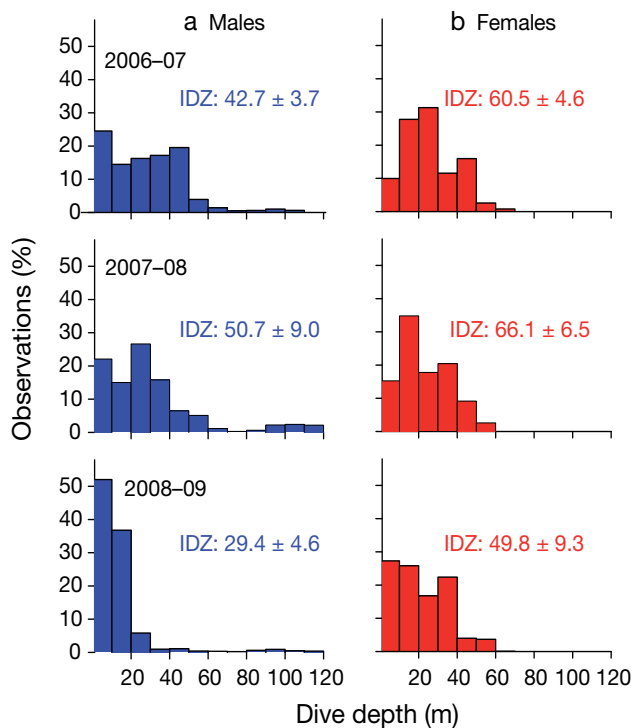 a Males
b Females
50
40
30
20
10
0
2006–07
IDZ: 42.7 ± 3.7
IDZ: 60.5 ± 4.6
Observations (%)
50
40
30
20
10
0
2007–08
IDZ: 50.7 ± 9.0
IDZ: 66.1 ± 6.5
50
40
30
20
10
0
2008–09
IDZ: 29.4 ± 4.6
IDZ: 49.8 ± 9.3
20 40 60 80 100 120
20 40 60 80 100 120
Dive depth (m)